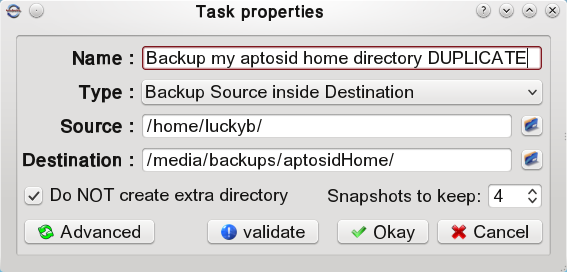 Task properties
Name : Backup my aptosid home directory DUPLICATE
Type : Backup Source inside Destination
Source : /home/luckyb/
Destination : /media/backups/aptosidHome/
Do NOT create extra directory Snapshots to keep: 4
Advanced validate Okay Cancel